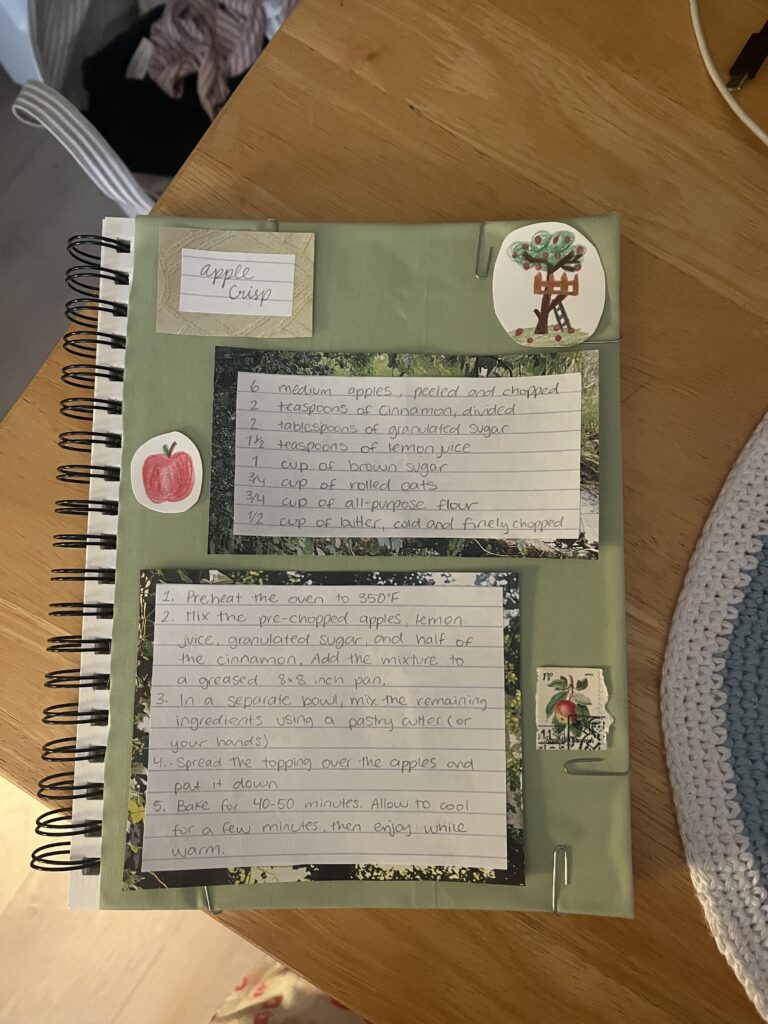 apple
crisp
6 medium apples, peeled and chopped
2 teaspoons of cinnamon, divided
2 tablespoons of granulated sugar
1 1/2 teaspoons of lemon juice
1 cup of brown sugar
3/4 cup of rolled oats
3/4 cup of all-purpose flour
1/2 cup of butter, cold and finely chopped
1. Preheat the oven to 350°F
2. Mix the pre-chopped apples, lemon
juice, granulated sugar, and half of
the cinnamon. Add the mixture to
a greased 8x8 inch pan.
3. In a separate bowl, mix the remaining
ingredients using a pastry cutter (or
your hands)
4. Spread the topping over the apples and
pat it down
5. Bake for 40-50 minutes. Allow to cool
for a few minutes, then enjoy while
warm.